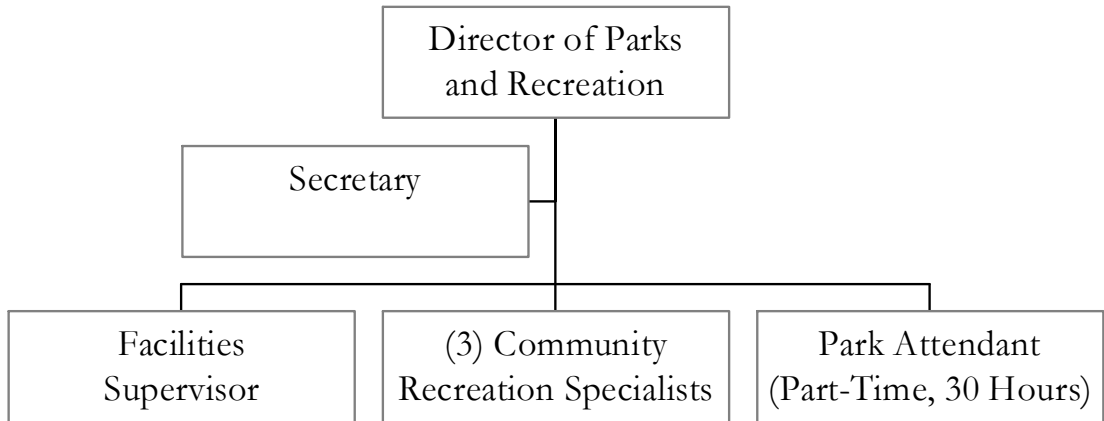 Director of Parks
and Recreation
Secretary
Facilities
Supervisor
(3) Community
Recreation Specialists
Park Attendant
(Part-Time, 30 Hours)